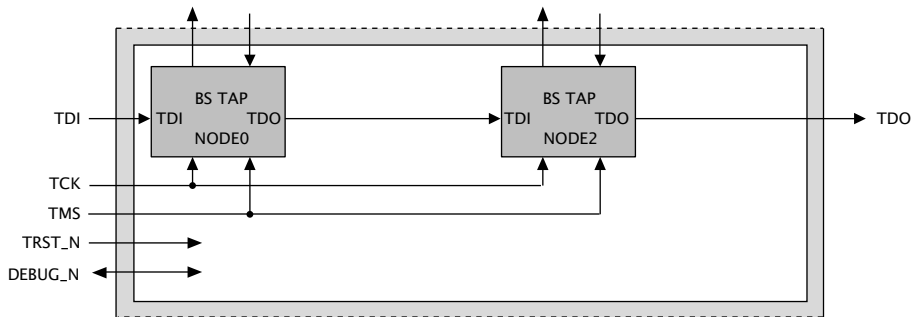 BS TAP
BS TAP
TDI
TDI
TDO
TDI
TDO
TDO
NODE0
NODE2
TCK
TMS
TRST_N
DEBUG_N